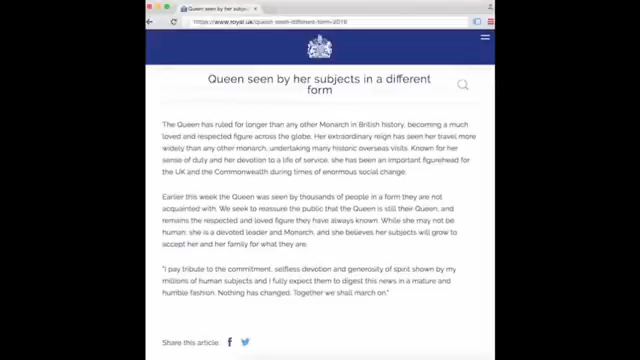 Queen seen by her subjec
https://www.royal.uk/queen-seen-different-form=2016
Queen seen by her subjects in a different
form
The Queen has ruled for longer than any other Monarch in British history, becoming a much
loved and respected figure across the globe. Her extraordinary reign has seen her travel more
widely than any other monarch, undertaking many historic overseas visits. Known for her
sense of duty and her devotion to a life of service, she has been an important figurehead for
the UK and the Commonwealth during times of enormous social change.
Earlier this week the Queen was seen by thousands of people in a form they are not
acquainted with. We seek to reassure the public that the Queen is still their Queen, and
remains the respected and loved figure they have always known. While she may not be
human; she is a devoted leader and Monarch, and she believes her subjects will grow to
accept her and her family for what they are.
"I pay tribute to the commitment, selfless devotion and generosity of spirit shown by my
millions of human subjects and I fully expect them to digest this news in a mature and
humble fashion. Nothing has changed. Together we shall march on."
Share this article: